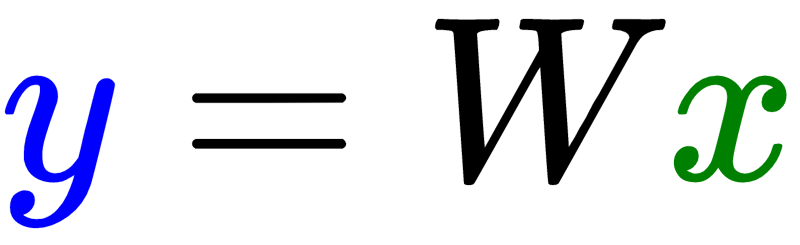 y = Wx